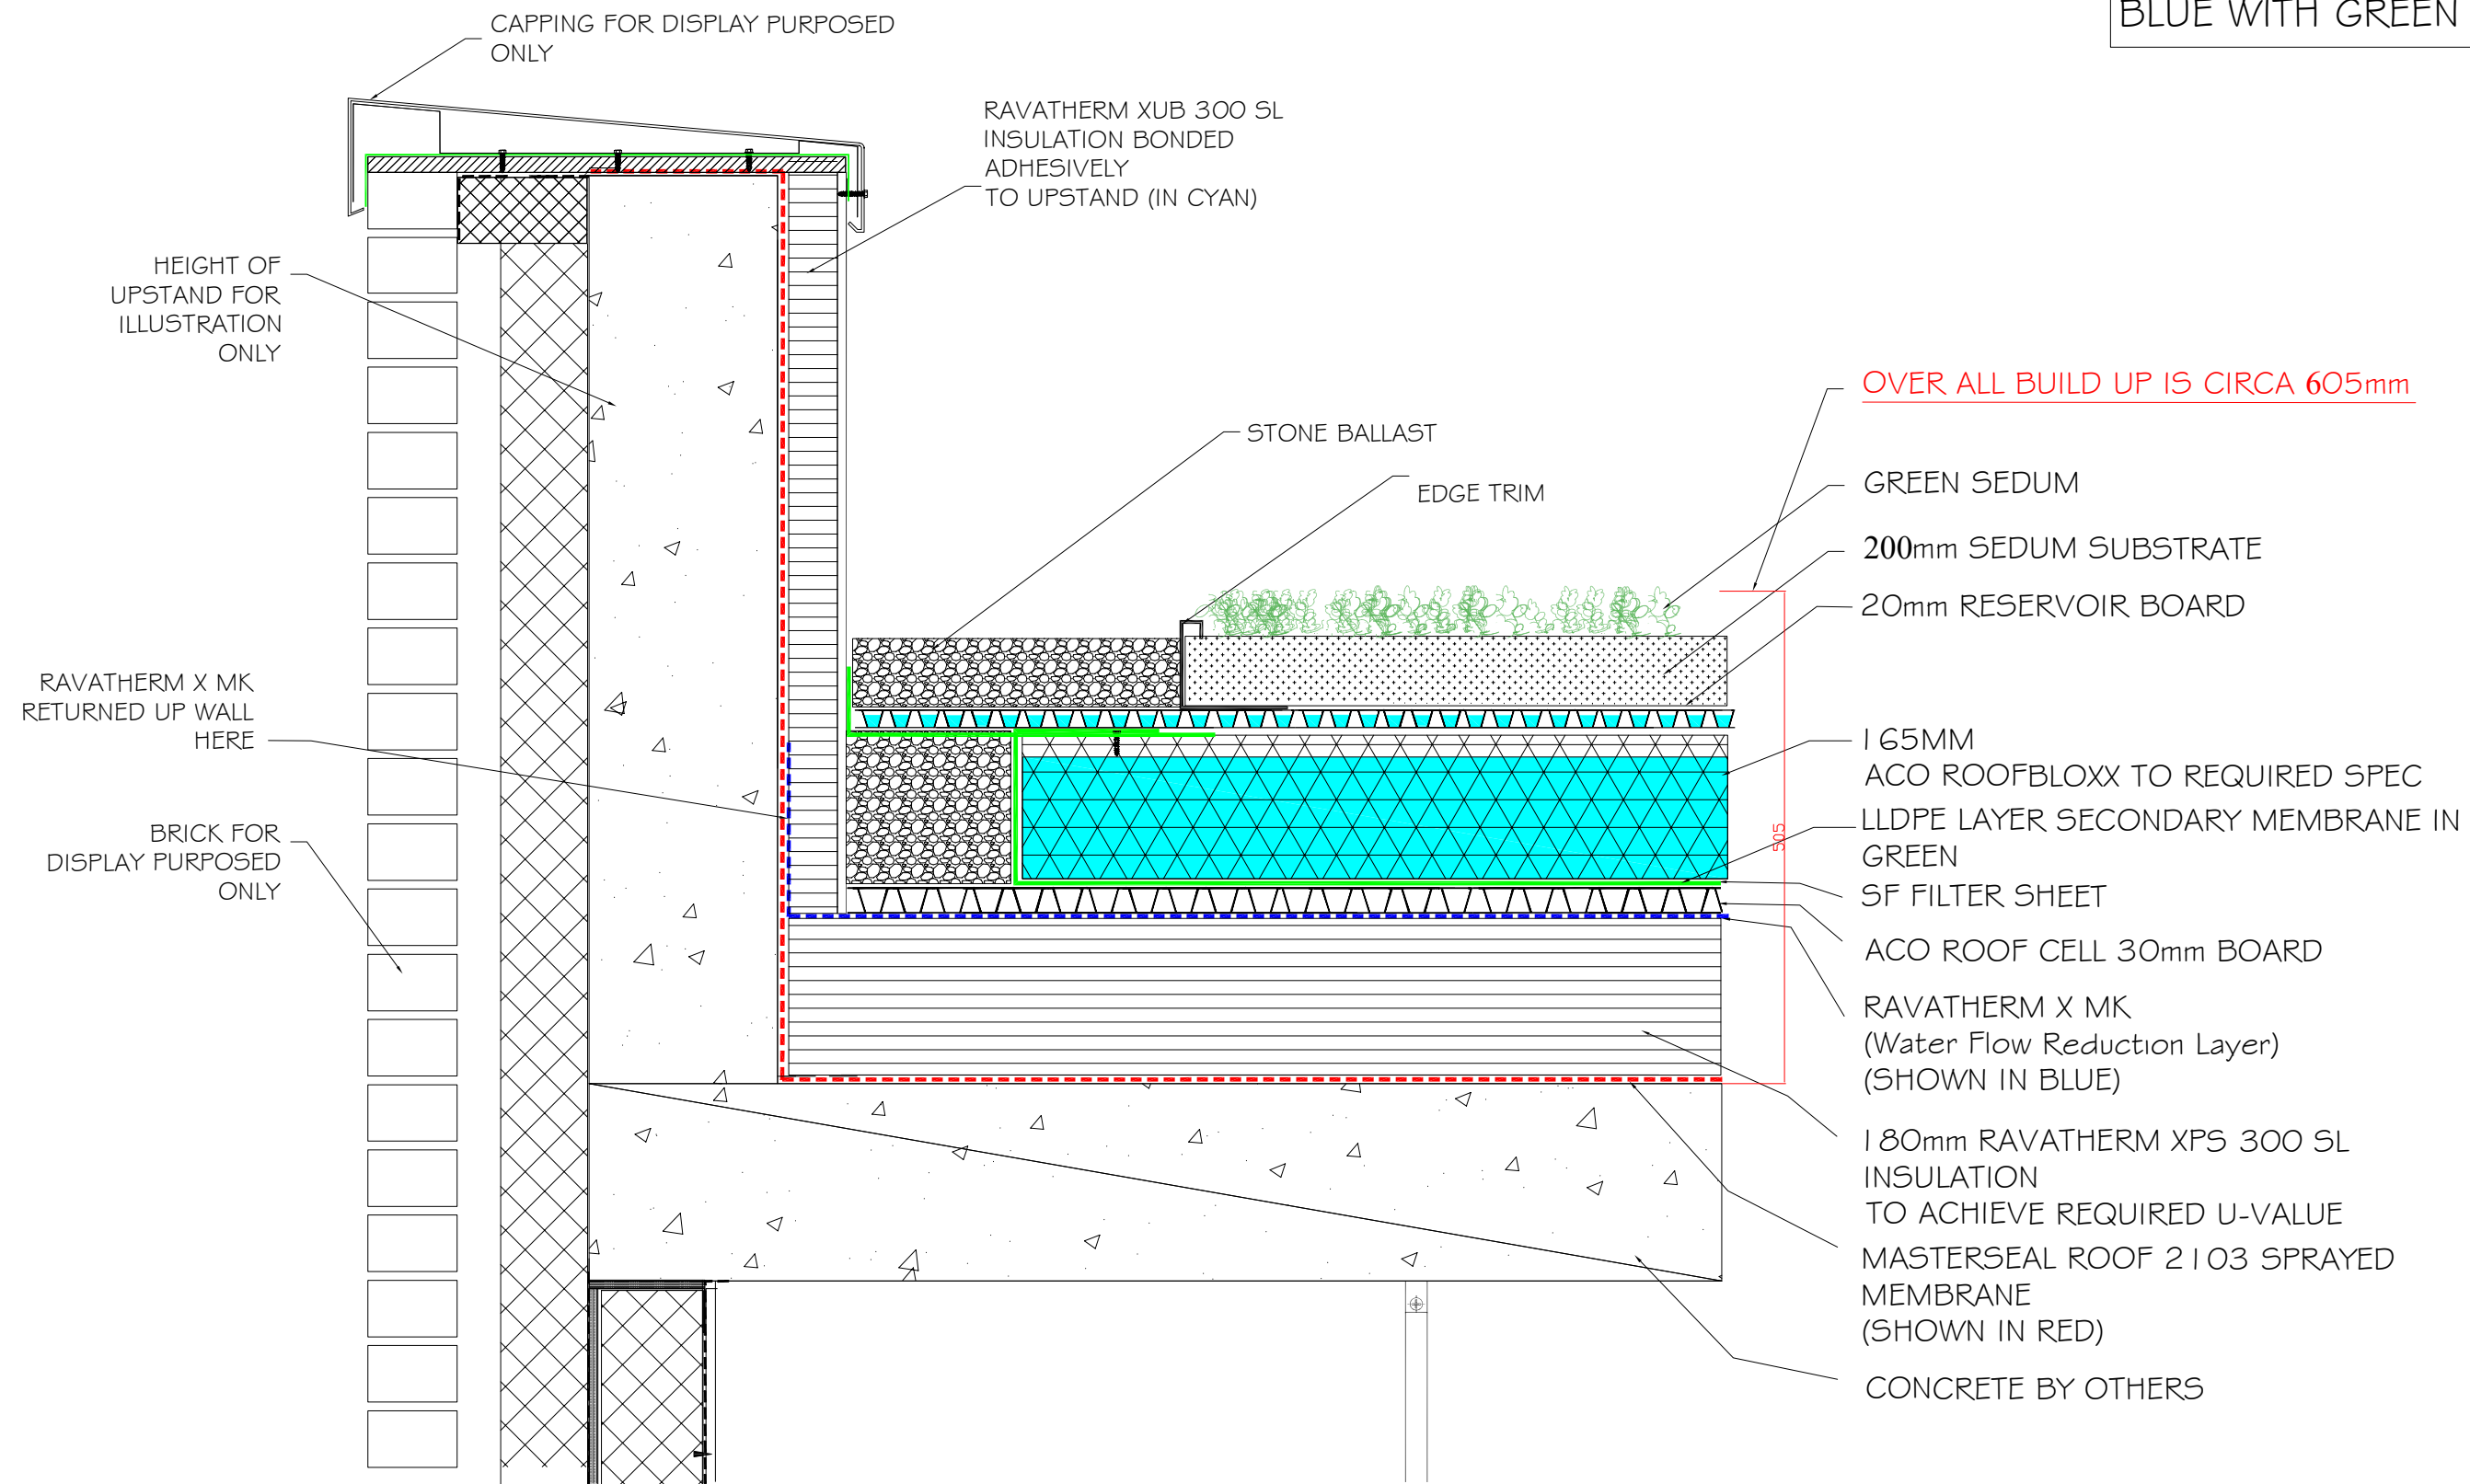 BLUE WITH GREEN
CAPPING FOR DISPLAY PURPOSED
ONLY
RAVATHERM XUB 300 SL
INSULATION BONDED
ADHESIVELY
TO UPSTAND (IN CYAN)
HEIGHT OF
UPSTAND FOR
ILLUSTRATION
ONLY
OVER ALL BUILD UP IS CIRCA 605mm
STONE BALLAST
EDGE TRIM
GREEN SEDUM
200mm SEDUM SUBSTRATE
20mm RESERVOIR BOARD
RAVATHERM X MK
RETURNED UP WALL
HERE
165MM
ACO ROOFBLOXX TO REQUIRED SPEC
LLDPE LAYER SECONDARY MEMBRANE IN
GREEN
505
BRICK FOR
DISPLAY PURPOSED
ONLY
SF FILTER SHEET
ACO ROOF CELL 30mm BOARD
RAVATHERM X MK
(Water Flow Reduction Layer)
(SHOWN IN BLUE)
180mm RAVATHERM XPS 300 SL
INSULATION
TO ACHIEVE REQUIRED U-VALUE
MASTERSEAL ROOF 2103 SPRAYED
MEMBRANE
(SHOWN IN RED)
CONCRETE BY OTHERS